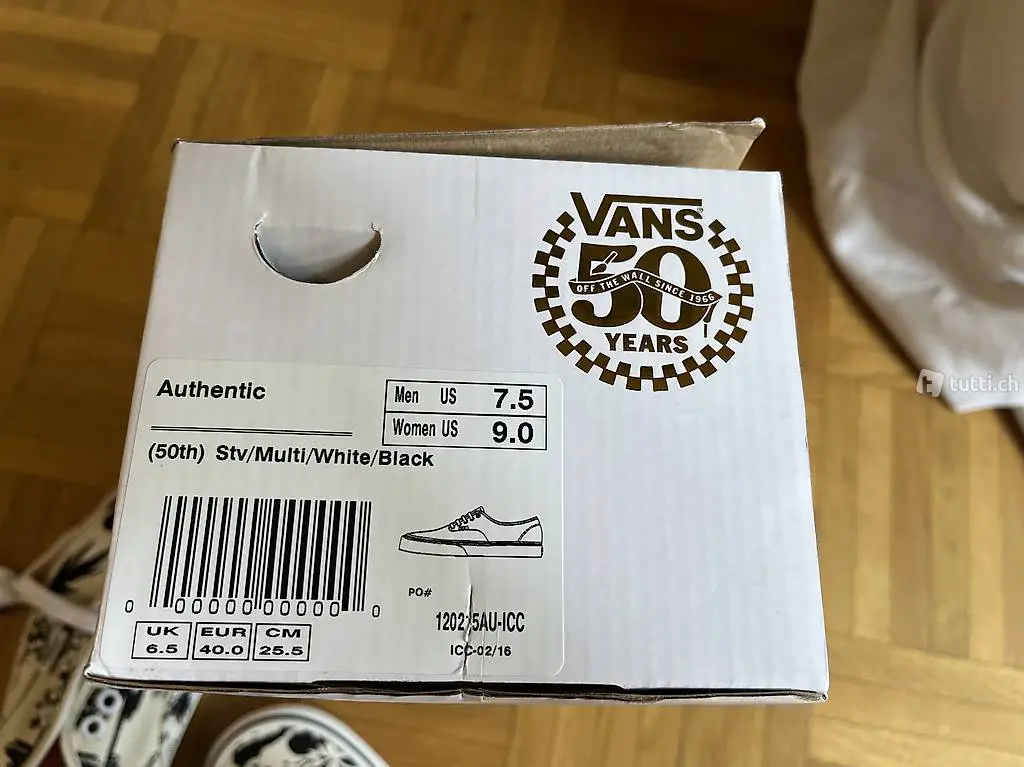 VANS
50
OFF THE WALL SINCE 1966
YEARS
tutti.ch
Authentic
Men US 7.5
Women US 9.0
(50th) Stv/Multi/White/Black
0 00000 00000 0
PO#
120215AU-ICC
ICC-02/16
UK EUR CM
6.5 40.0 25.5